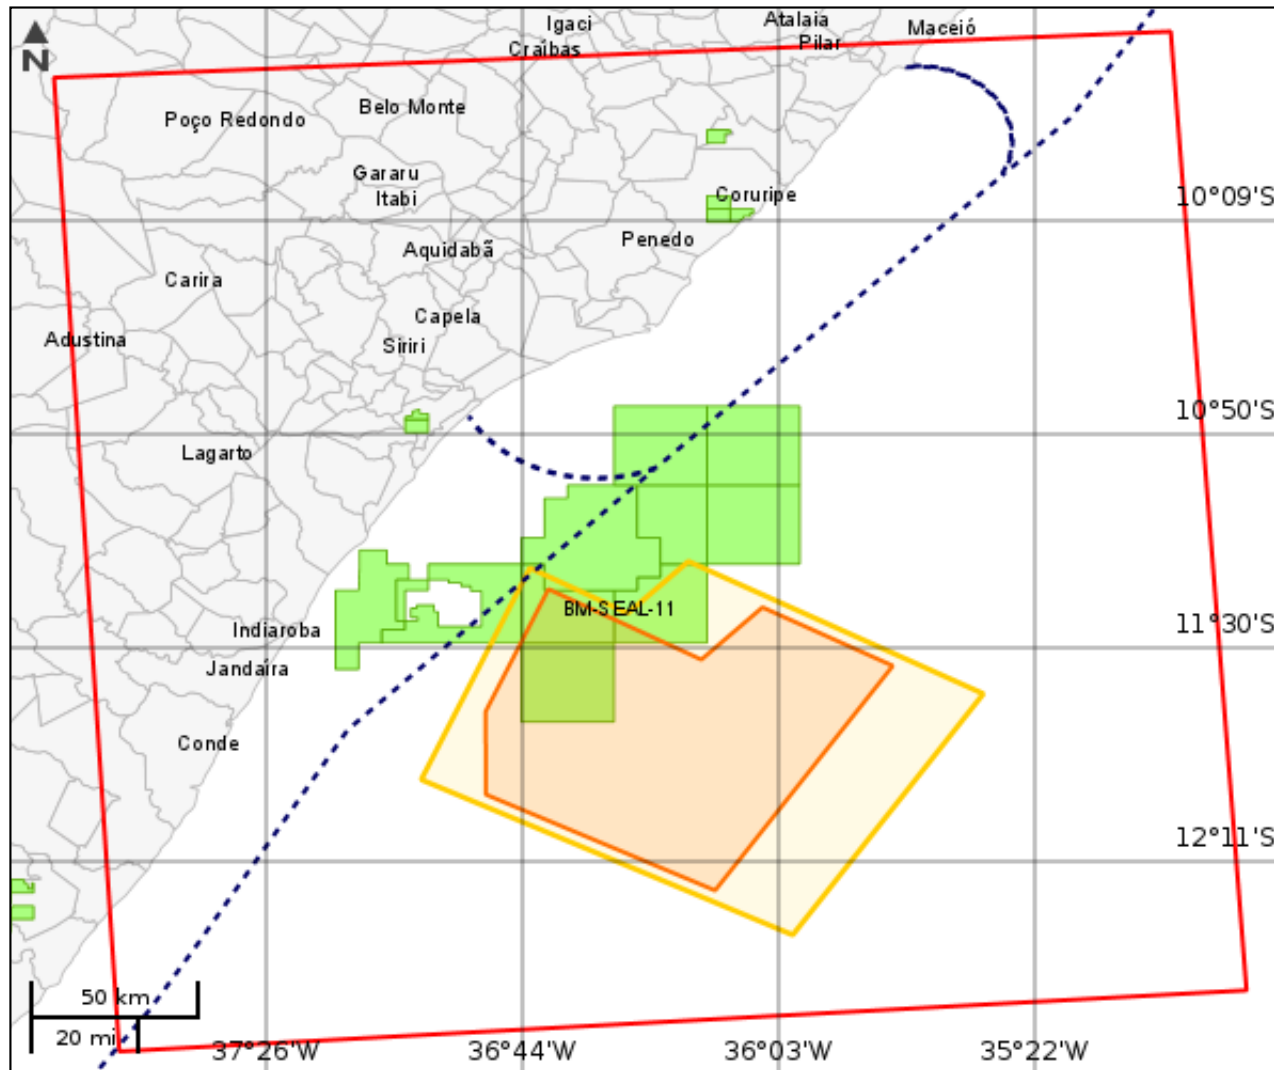 Igaci
Atalaia
Maceió
Craíbas
Pilar
N
Belo Monte
Poço Redondo
Gararu
Itabi
Coruripe
10°09'S
Penedo
Aquidabã
Carira
Capela
Adustina
Siriri
10°50'S
Lagarto
BM-SEAL-11
Indiaroba
11°30'S
Jandaíra
Conde
12°11'S
50 km
20 mi
37°26'W
36°44'W
36°03'W
35°22'W